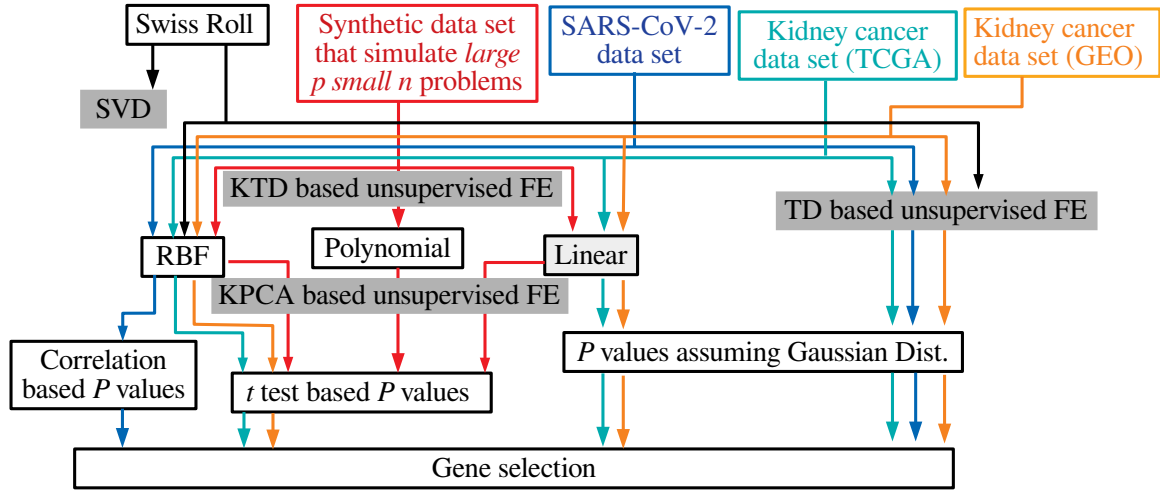 Swiss Roll
Synthetic data set
that simulate large
p small n problems
SARS-CoV-2
data set
Kidney cancer
data set (TCGA)
Kidney cancer
data set (GEO)
SVD
KTD based unsupervised FE
TD based unsupervised FE
RBF
Polynomial
Linear
KPCA based unsupervised FE
Correlation
based P values
t test based P values
P values assuming Gaussian Dist.
Gene selection